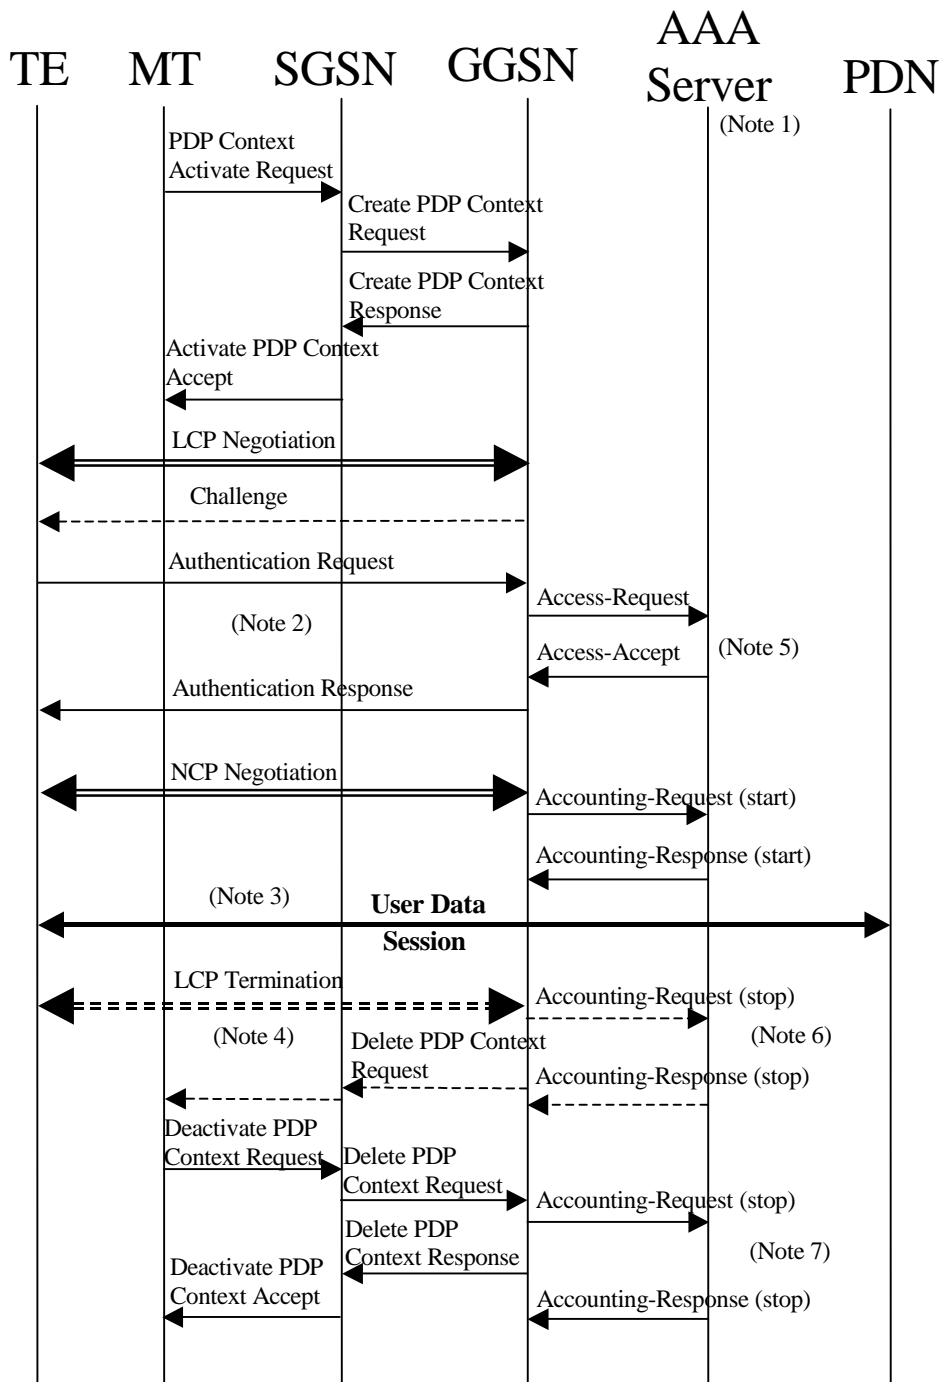 TE
MT
SGSN
GGSN
AAA
Server
PDN
(Note 1)
PDP Context
Activate Request
Create PDP Context
Request
Create PDP Context
Response
Activate PDP Context
Accept
LCP Negotiation
Challenge
Authentication Request
Access-Request
(Note 2)
Access-Accept
(Note 5)
Authentication Response
NCP Negotiation
Accounting-Request (start)
Accounting-Response (start)
(Note 3)
User Data
Session
LCP Termination
Accounting-Request (stop)
(Note 4)
(Note 6)
Delete PDP Context
Request
Accounting-Response (stop)
Deactivate PDP
Context Request
Delete PDP
Context Request
Accounting-Request (stop)
Delete PDP
Context Response
(Note 7)
Deactivate PDP
Context Accept
Accounting-Response (stop)